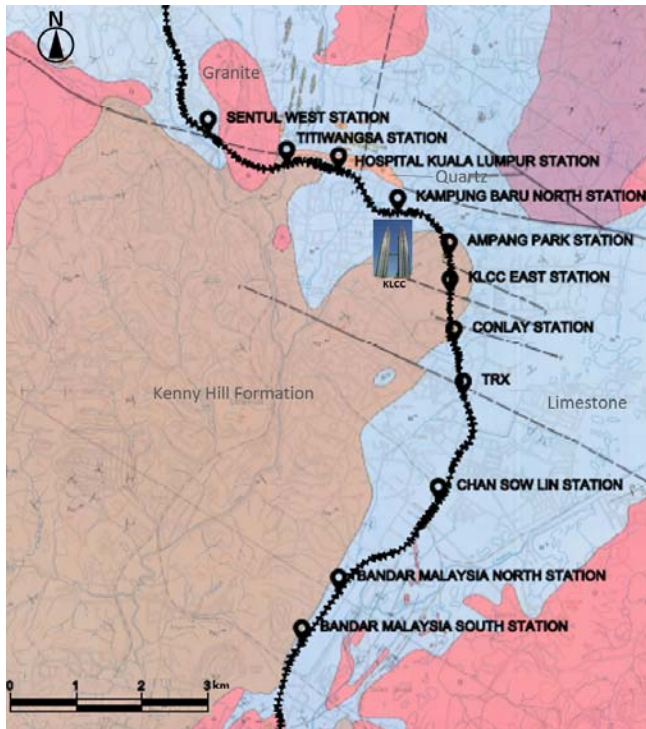 N
Granite
SENTUL WEST STATION
TITIWANGSA STATION
HOSPITAL KUALA LUMPUR STATION
Quartz
KAMPUNG BARU NORTH STATION
AMPANG PARK STATION
KLCC
KLCC EAST STATION
CONLAY STATION
TRX
Kenny Hill Formation
Limestone
CHAN SOW LIN STATION
BANDAR MALAYSIA NORTH STATION
BANDAR MALAYSIA SOUTH STATION
0 1 2 3 km